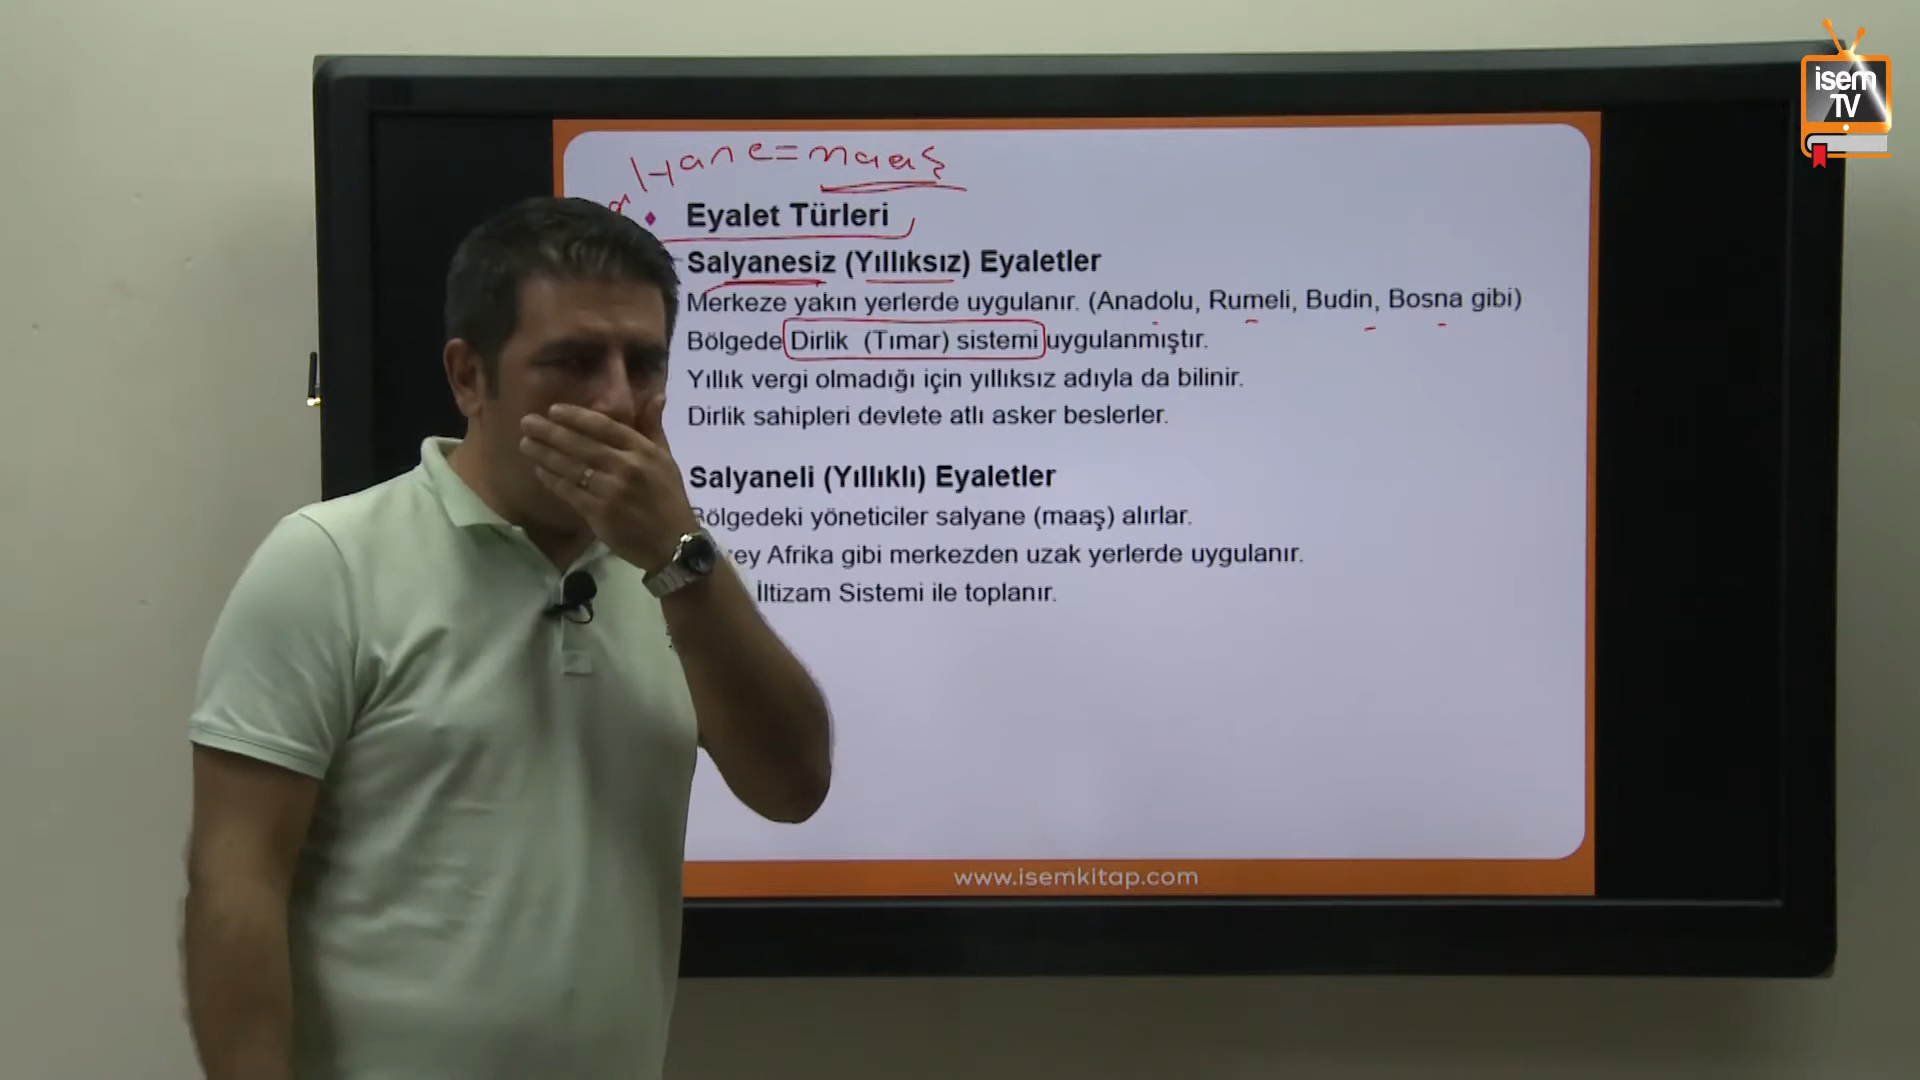 isem
TV
lyane=maaş
Eyalet Türleri
Salyanesiz (Yıllıksız) Eyaletler
Merkeze yakın yerlerde uygulanır. (Anadolu, Rumeli, Budin, Bosna gibi)
Bölgede Dirlik (Tımar) sistemi uygulanmıştır.
Yıllık vergi olmadığı için yıllıksız adıyla da bilinir.
Dirlik sahipleri devlete atlı asker beslerler.
Salyaneli (Yıllıklı) Eyaletler
Bölgedeki yöneticiler salyane (maaş) alırlar.
Afrika gibi merkezden uzak yerlerde uygulanır.
İltizam Sistemi ile toplanır.
www.isemkitap.com